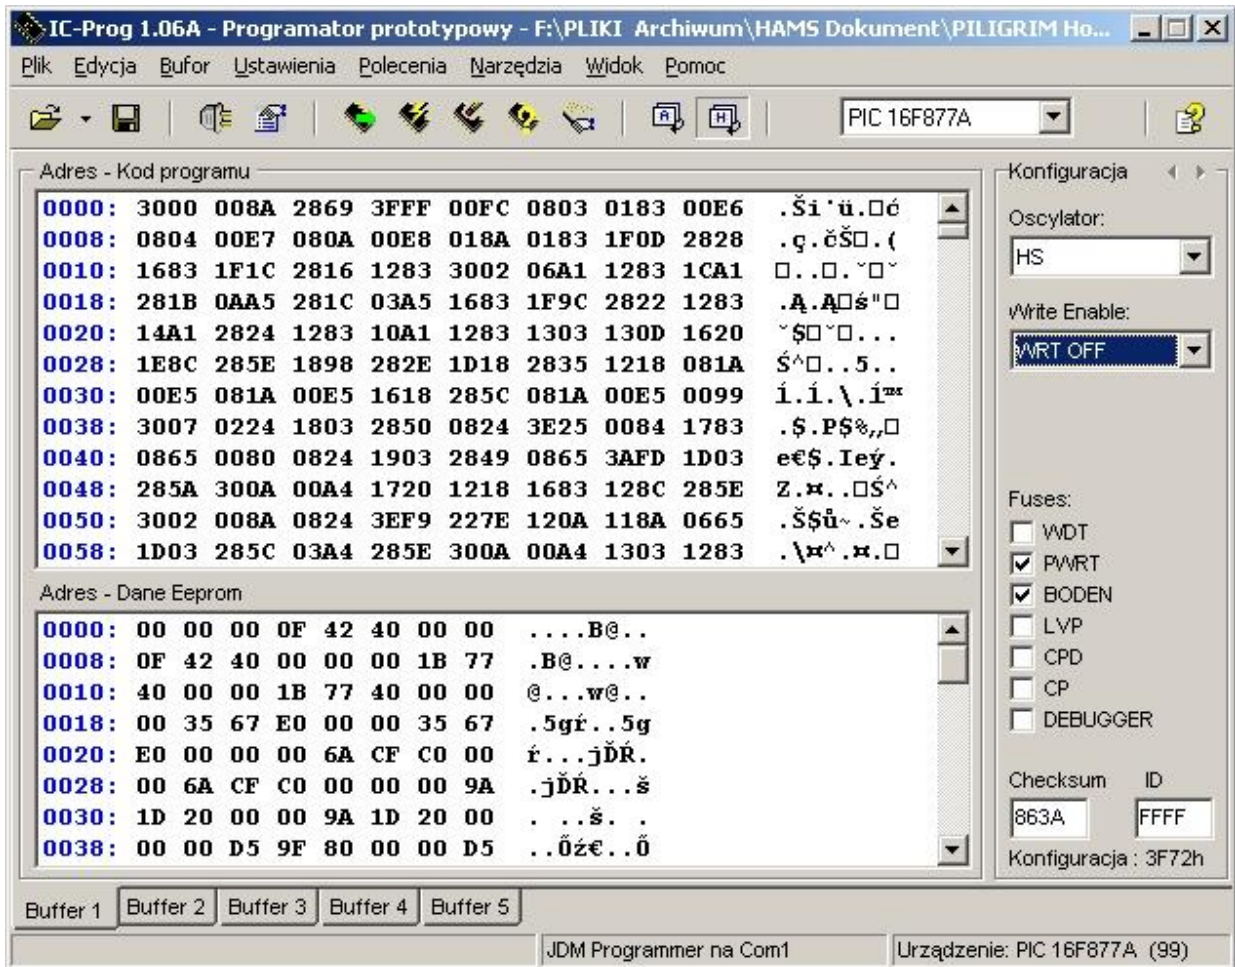 IC-Prog 1.06A - Programator prototypowy - F:\PLIKI Archiwum\HAMS Dokument\PILIGRIM Ho...
Plik Edycja Bufor Ustawienia Polecenia Narzędzia Widok Pomoc
PIC 16F877A
Adres - Kod programu
0000: 3000 008A 2869 3FFF 00FC 0803 0183 00E6 .Ši˙ü.□ć
0008: 0804 00E7 080A 00E8 018A 0183 1F0D 2828 .ç.čŠ□.(
0010: 1683 1F1C 2816 1283 3002 06A1 1283 1CA1 □..□.ˇ□ˇ
0018: 281B 0AA5 281C 03A5 1683 1F9C 2822 1283 .Ą.Ą□ś"□
0020: 14A1 2824 1283 10A1 1283 1303 130D 1620 ˇ$□ˇ□...
0028: 1E8C 285E 1898 282E 1D18 2835 1218 081A Ś^□..5..
0030: 00E5 081A 00E5 1618 285C 081A 00E5 0099 í.í.\.í™
0038: 3007 0224 1803 2850 0824 3E25 0084 1783 .$.P$%„□
0040: 0865 0080 0824 1903 2849 0865 3AFD 1D03 e€$.Ieý.
0048: 285A 300A 00A4 1720 1218 1683 128C 285E Z.¤..□Ś^
0050: 3002 008A 0824 3EF9 227E 120A 118A 0665 .Š$ů~.Še
0058: 1D03 285C 03A4 285E 300A 00A4 1303 1283 .\¤^.¤.□
Adres - Dane Eeprom
0000: 00 00 00 0F 42 40 00 00 ....B@..
0008: 0F 42 40 00 00 00 1B 77 .B@....w
0010: 40 00 00 1B 77 40 00 00 @...w@..
0018: 00 35 67 E0 00 00 35 67 .5gŕ..5g
0020: E0 00 00 00 6A CF C0 00 ŕ...jĎŔ.
0028: 00 6A CF C0 00 00 00 9A .jĎŔ...š
0030: 1D 20 00 00 9A 1D 20 00 . ..š. .
0038: 00 00 D5 9F 80 00 00 D5 ..Őź€..Ő
Konfiguracja
Oscylator:
HS
Write Enable:
WRT OFF
Fuses:
WDT
PWRT
BODEN
LVP
CPD
CP
DEBUGGER
Checksum ID
863A FFFF
Konfiguracja : 3F72h
Buffer 1 Buffer 2 Buffer 3 Buffer 4 Buffer 5
JDM Programmer na Com1 Urządzenie: PIC 16F877A (99)